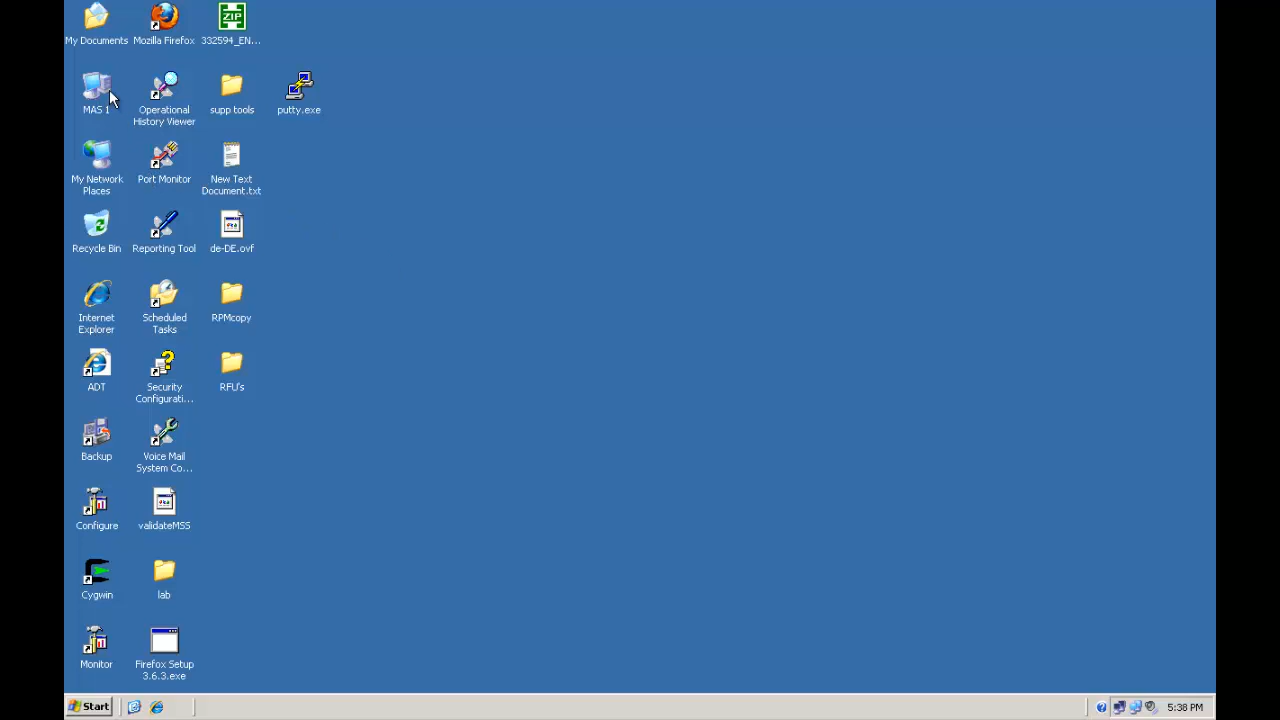 My Documents
Mozilla Firefox
ZIP
332594_EN...
MAS 1
Operational
History Viewer
supp tools
putty.exe
My Network
Places
Port Monitor
New Text
Document.txt
Recycle Bin
Reporting Tool
de-DE.ovf
Internet
Explorer
Scheduled
Tasks
RPMcopy
ADT
Security
Configurati...
RFU's
Backup
Voice Mail
System Co...
Configure
validateMSS
Cygwin
lab
Monitor
Firefox Setup
3.6.3.exe
Start
5:38 PM